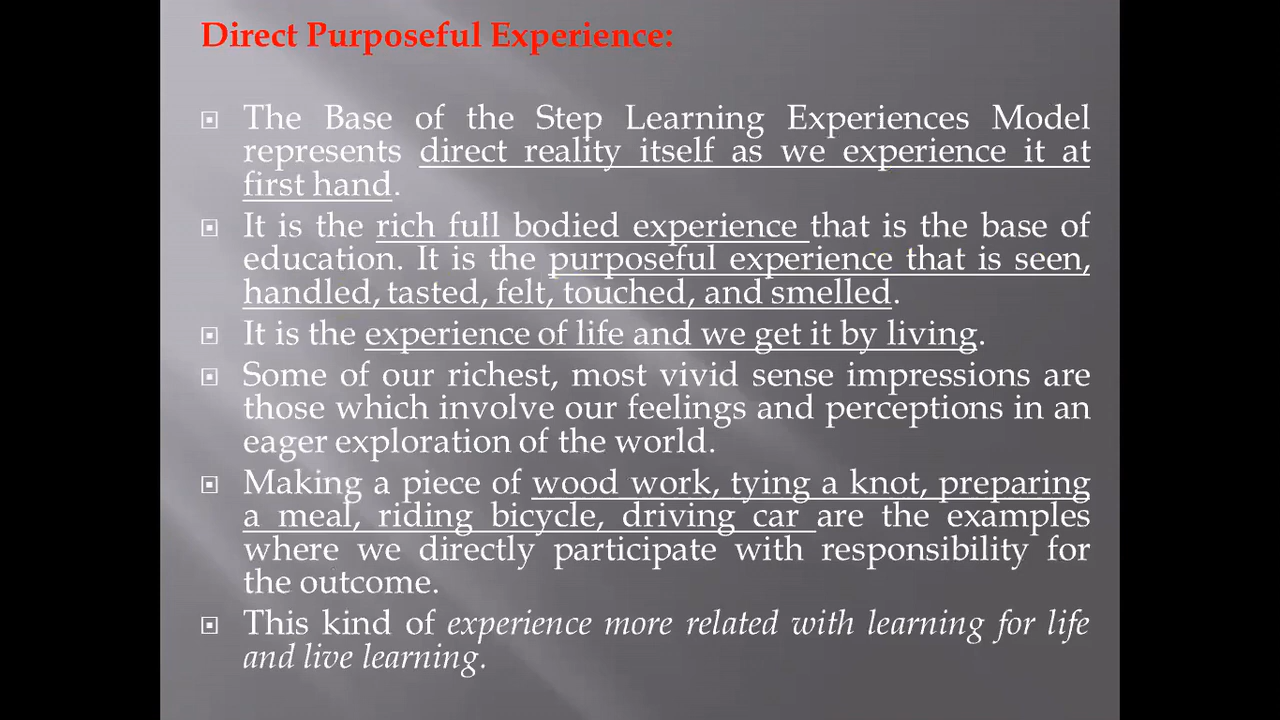 Direct Purposeful Experience:
The Base of the Step Learning Experiences Model
represents direct reality itself as we experience it at
first hand.
It is the rich full bodied experience that is the base of
education. It is the purposeful experience that is seen,
handled, tasted, felt, touched, and smelled.
It is the experience of life and we get it by living.
Some of our richest, most vivid sense impressions are
those which involve our feelings and perceptions in an
eager exploration of the world.
Making a piece of wood work, tying a knot, preparing
a meal, riding bicycle, driving car are the examples
where we directly participate with responsibility for
the outcome.
This kind of experience more related with learning for life
and live learning.